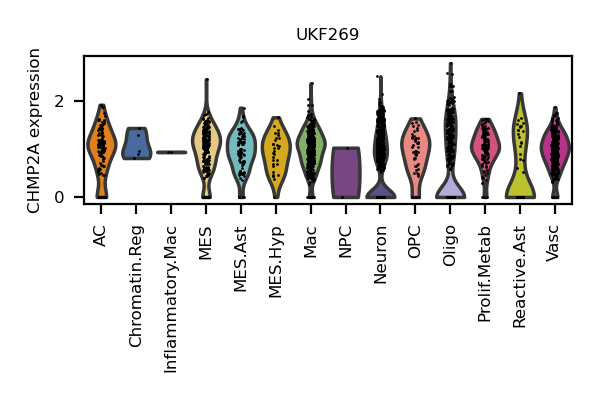 UKF269
CHMP2A expression
2
0
AC
Chromatin.Reg
Inflammatory.Mac
MES
MES.Ast
MES.Hyp
Mac
NPC
Neuron
OPC
Oligo
Prolif.Metab
Reactive.Ast
Vasc